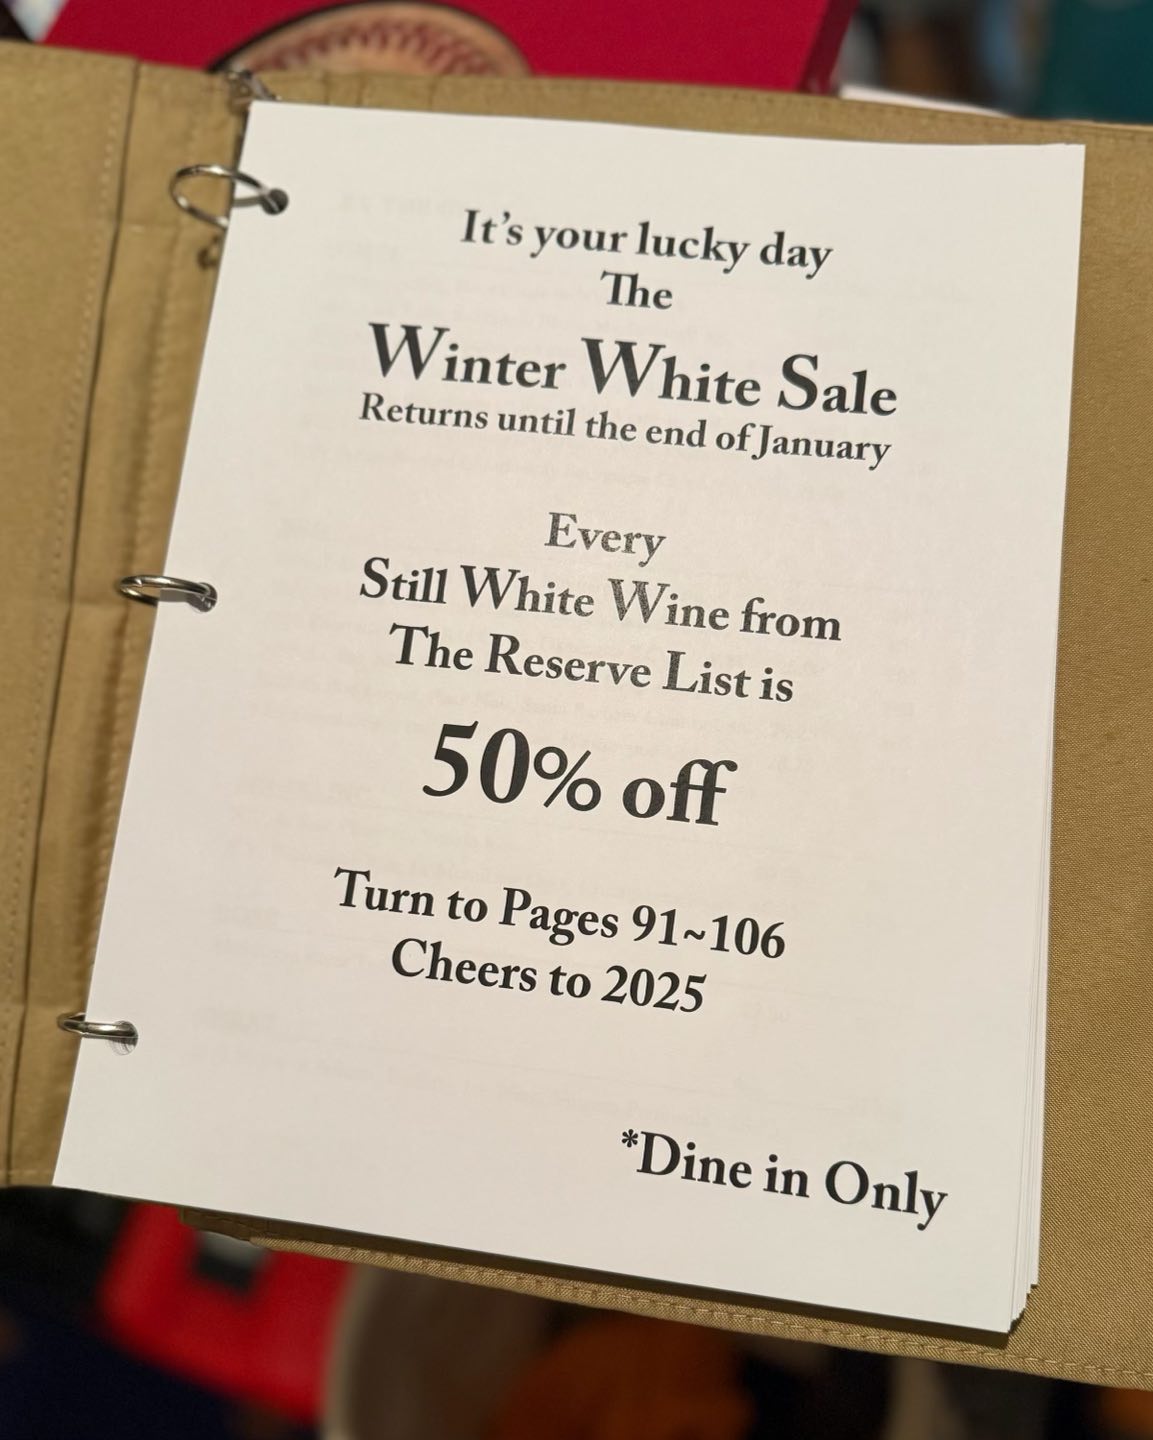 It's your lucky day
The
Winter White Sale
Returns until the end of January
Every
Still White Wine from
The Reserve List is
50% off
Turn to Pages 91~106
Cheers to 2025
*Dine in Only